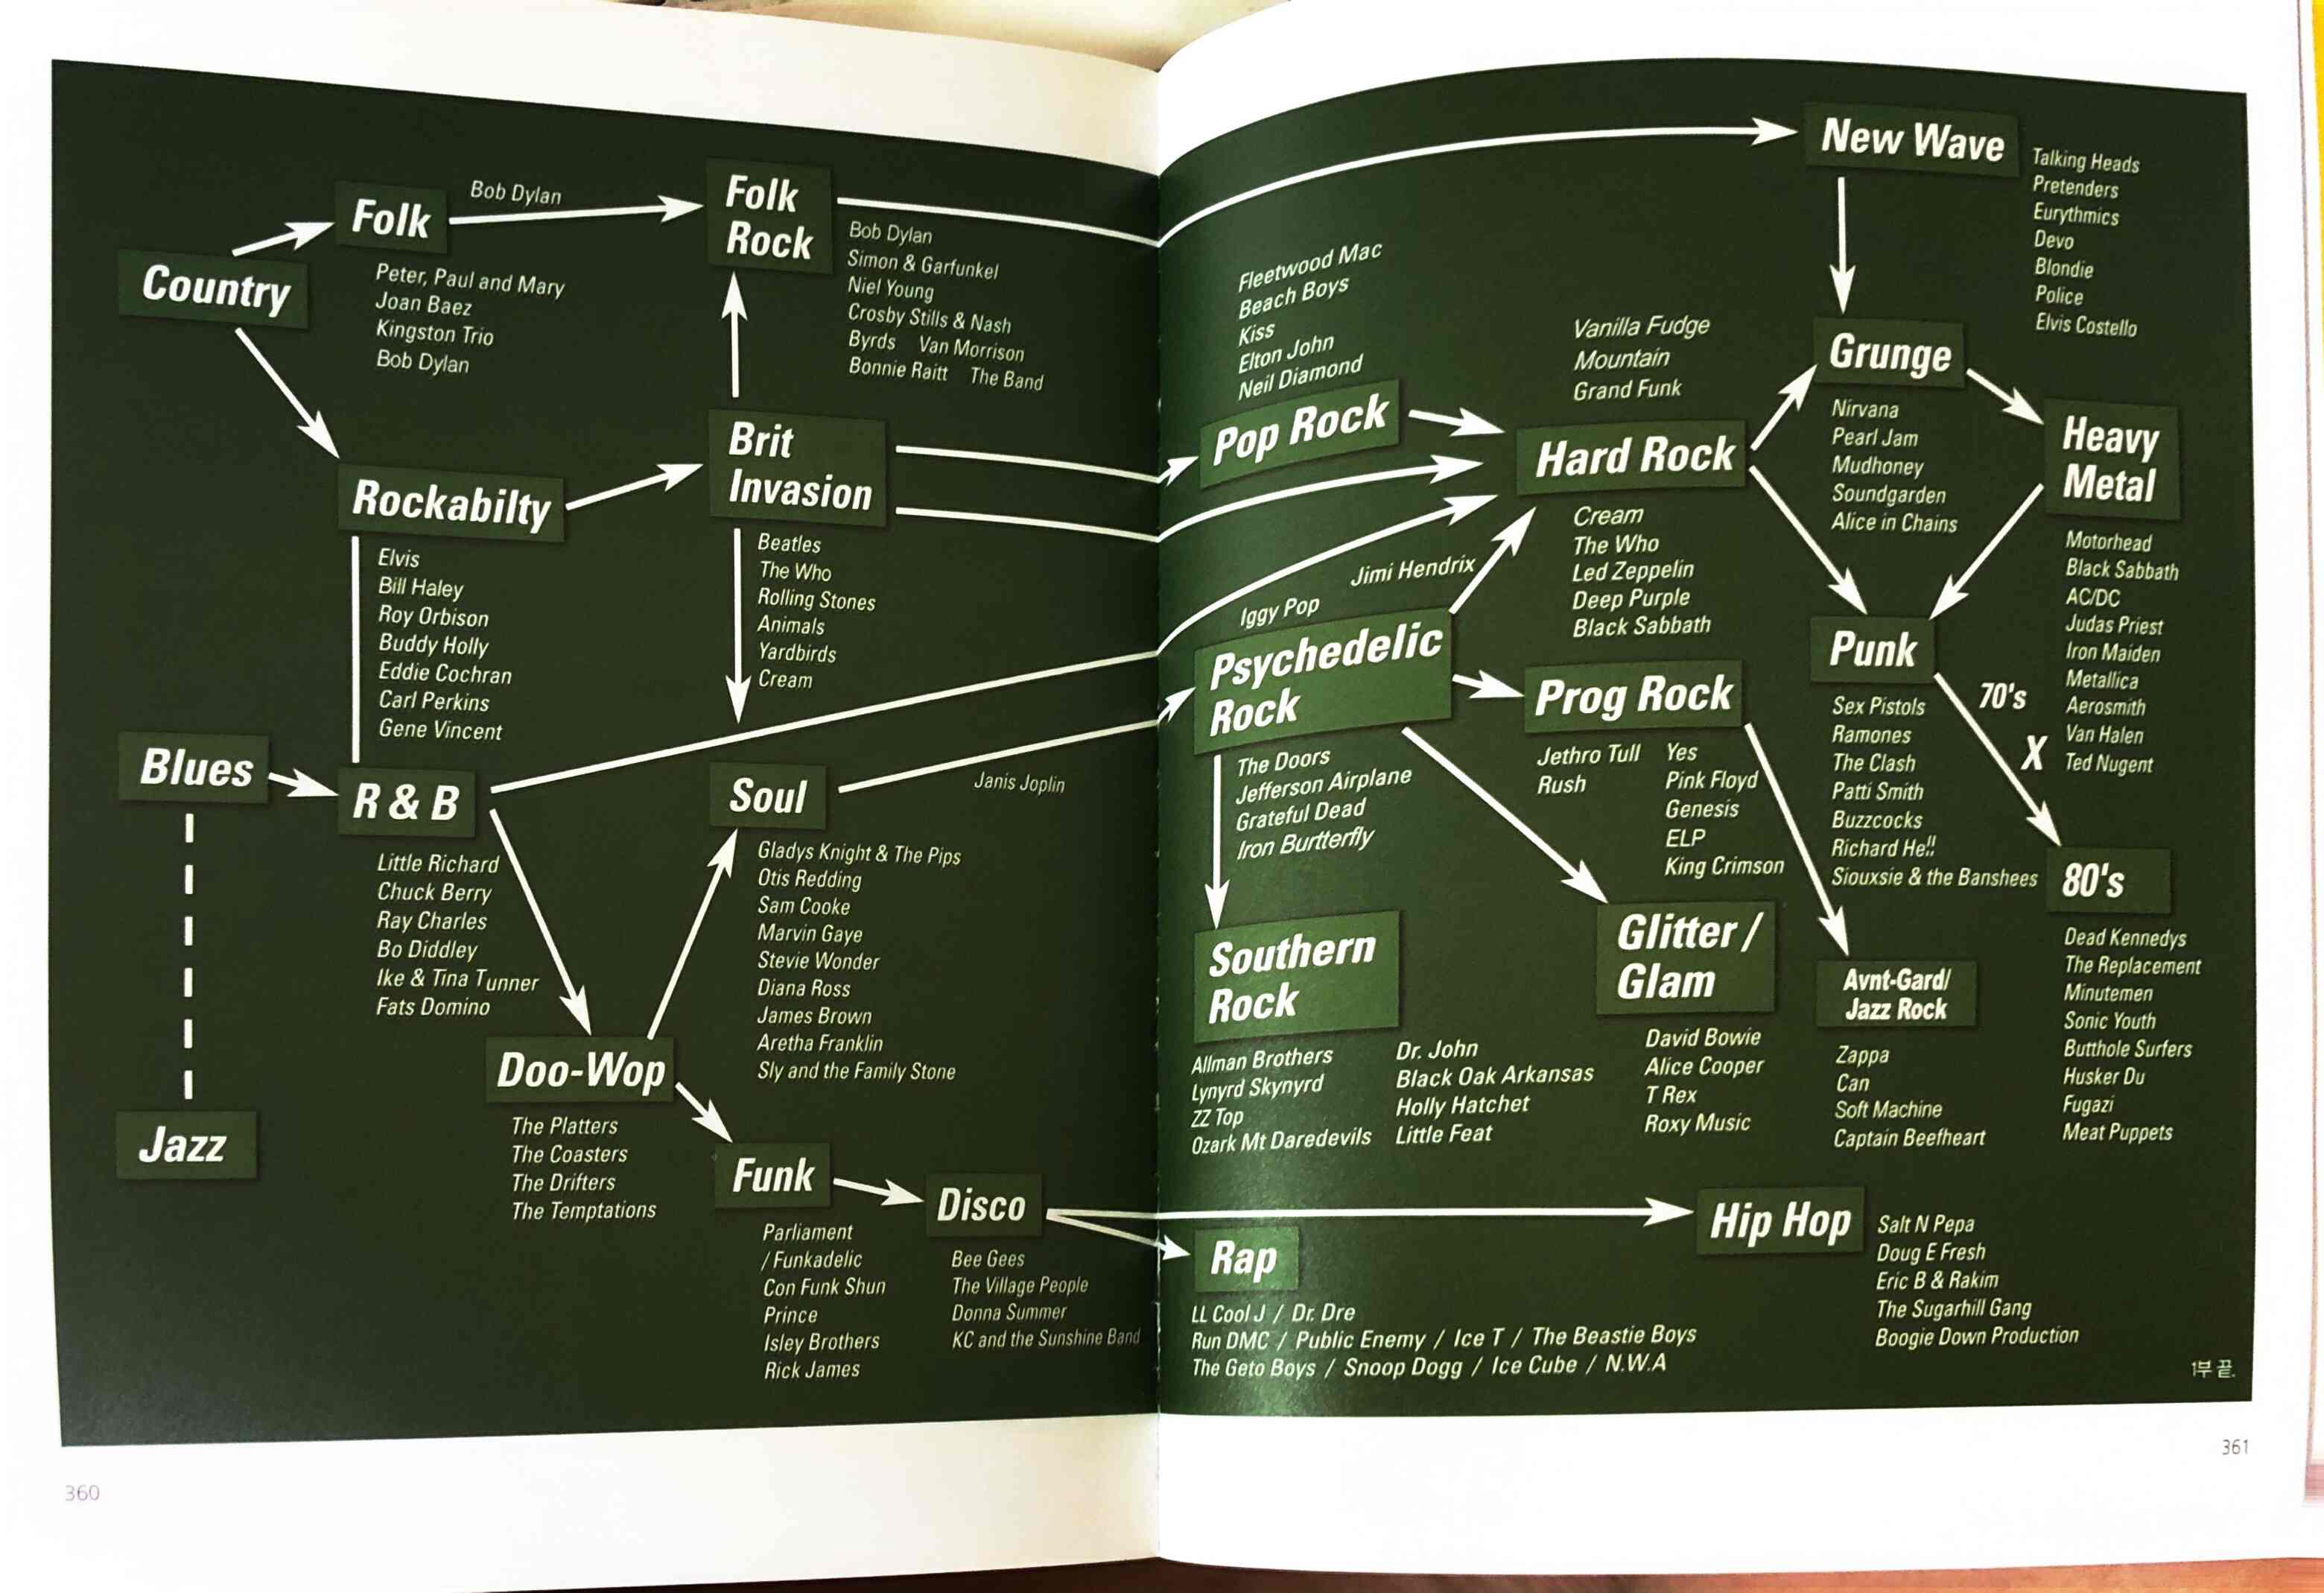 Country
Folk
Bob Dylan
Peter, Paul and Mary
Joan Baez
Kingston Trio
Bob Dylan
Folk
Rock
Bob Dylan
Simon & Garfunkel
Niel Young
Crosby Stills & Nash
Byrds Van Morrison
Bonnie Raitt The Band
Rockabilty
Elvis
Bill Haley
Roy Orbison
Buddy Holly
Eddie Cochran
Carl Perkins
Gene Vincent
Brit
Invasion
Beatles
The Who
Rolling Stones
Animals
Yardbirds
Cream
Blues
R & B
Little Richard
Chuck Berry
Ray Charles
Bo Diddley
Ike & Tina Tunner
Fats Domino
Soul
Janis Joplin
Gladys Knight & The Pips
Otis Redding
Sam Cooke
Marvin Gaye
Stevie Wonder
Diana Ross
James Brown
Aretha Franklin
Sly and the Family Stone
Jazz
Doo-Wop
The Platters
The Coasters
The Drifters
The Temptations
Funk
Parliament
/ Funkadelic
Con Funk Shun
Prince
Isley Brothers
Rick James
Disco
Bee Gees
The Village People
Donna Summer
KC and the Sunshine Band
360
New Wave
Talking Heads
Pretenders
Eurythmics
Devo
Blondie
Police
Elvis Costello
Fleetwood Mac
Beach Boys
Kiss
Elton John
Neil Diamond
Pop Rock
Vanilla Fudge
Mountain
Grand Funk
Hard Rock
Cream
The Who
Led Zeppelin
Deep Purple
Black Sabbath
Grunge
Nirvana
Pearl Jam
Mudhoney
Soundgarden
Alice in Chains
Heavy
Metal
Motorhead
Black Sabbath
AC/DC
Judas Priest
Iron Maiden
Metallica
Aerosmith
Van Halen
Ted Nugent
Jimi Hendrix
Iggy Pop
Psychedelic
Rock
The Doors
Jefferson Airplane
Grateful Dead
Iron Burtterfly
Prog Rock
Jethro Tull
Rush
Yes
Pink Floyd
Genesis
ELP
King Crimson
Punk
70's
X
Sex Pistols
Ramones
The Clash
Patti Smith
Buzzcocks
Richard He!!
Siouxsie & the Banshees
80's
Dead Kennedys
The Replacement
Minutemen
Sonic Youth
Butthole Surfers
Husker Du
Fugazi
Meat Puppets
Southern
Rock
Allman Brothers
Lynyrd Skynyrd
ZZ Top
Ozark Mt Daredevils
Dr. John
Black Oak Arkansas
Holly Hatchet
Little Feat
Glitter /
Glam
David Bowie
Alice Cooper
T Rex
Roxy Music
Avnt-Gard/
Jazz Rock
Zappa
Can
Soft Machine
Captain Beefheart
Hip Hop
Salt N Pepa
Doug E Fresh
Eric B & Rakim
The Sugarhill Gang
Boogie Down Production
Rap
LL Cool J / Dr. Dre
Run DMC / Public Enemy / Ice T / The Beastie Boys
The Geto Boys / Snoop Dogg / Ice Cube / N.W.A
1부 끝.
361